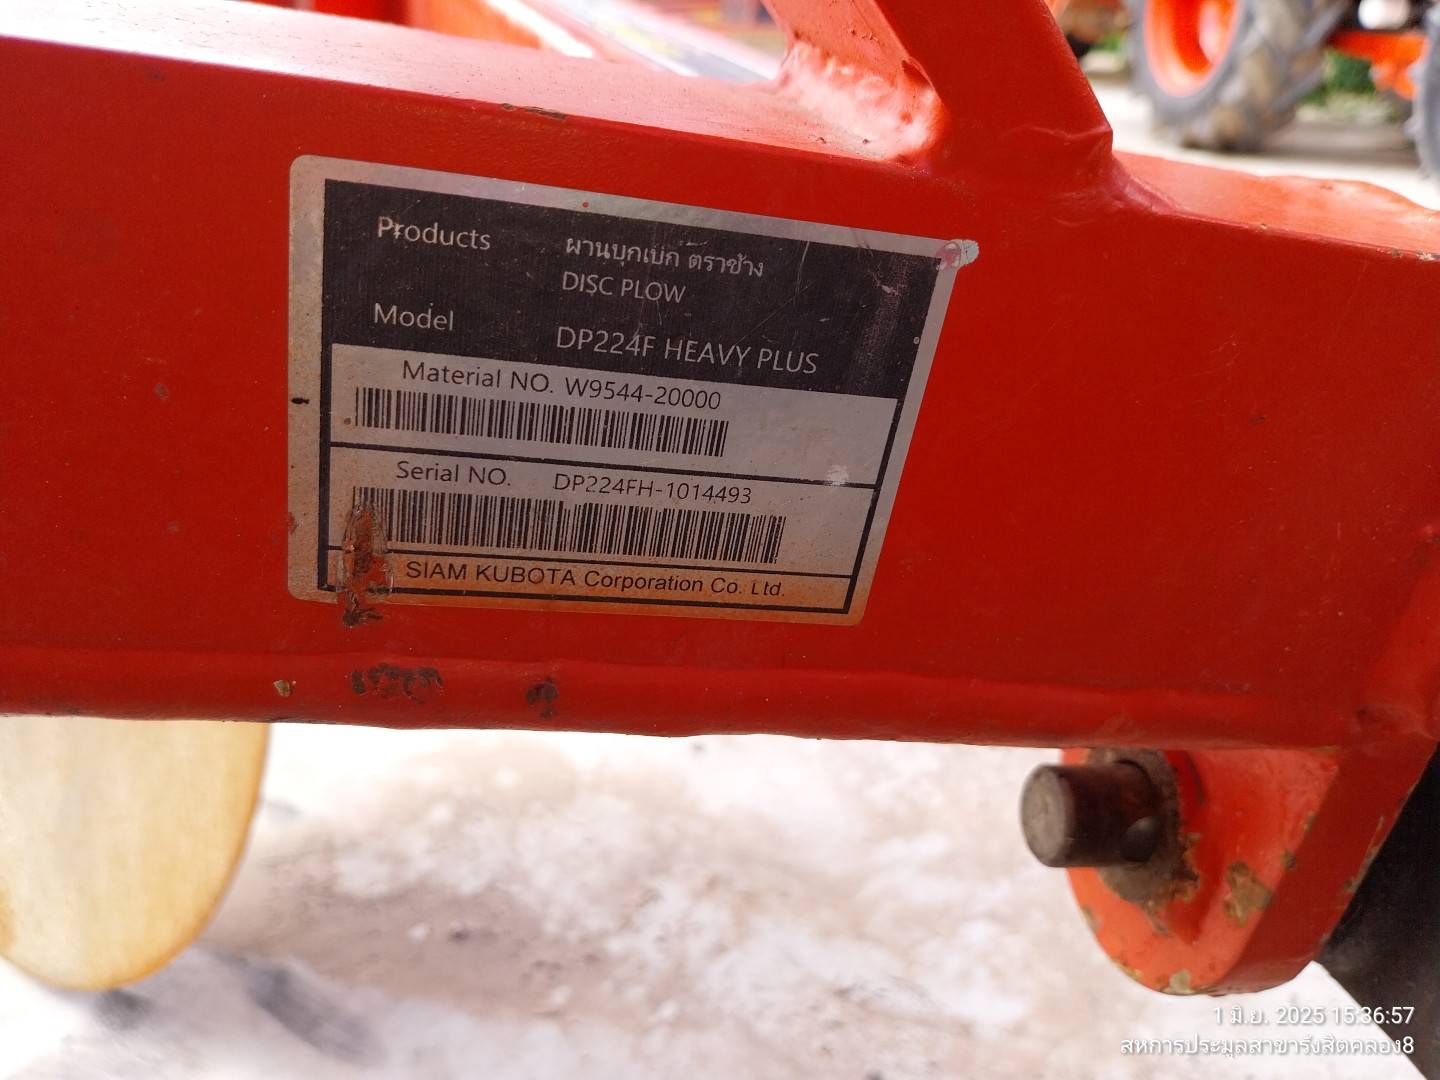 Products ผานบุกเบิก ตราช้าง
DISC PLOW
Model DP224F HEAVY PLUS
Material NO. W9544-20000
Serial NO. DP224FH-1014493
SIAM KUBOTA Corporation Co. Ltd.
1 มิ.ย. 2025 15:36:57
สหการประมูลสาขารังสิตคลอง8